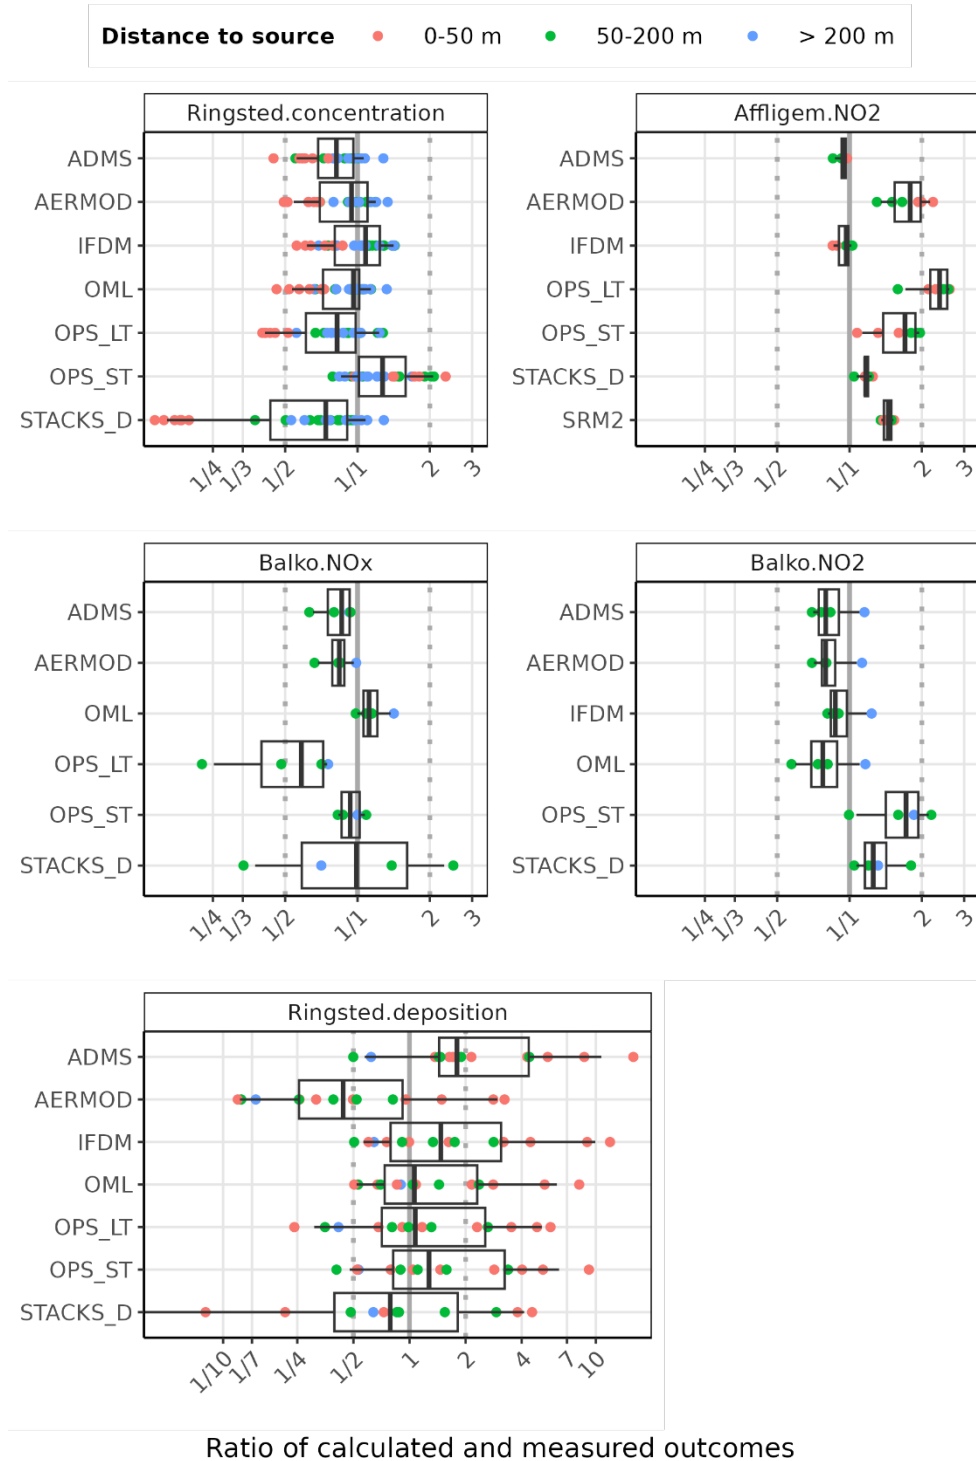 Distance to source 0-50 m 50-200 m > 200 m
Ringsted.concentration
ADMS
AERMOD
IFDM
OML
OPS_LT
OPS_ST
STACKS_D
1/4 1/3 1/2 1/1 2 3
Affligem.NO2
ADMS
AERMOD
IFDM
OPS_LT
OPS_ST
STACKS_D
SRM2
1/4 1/3 1/2 1/1 2 3
Balko.NOx
ADMS
AERMOD
OML
OPS_LT
OPS_ST
STACKS_D
1/4 1/3 1/2 1/1 2 3
Balko.NO2
ADMS
AERMOD
IFDM
OML
OPS_ST
STACKS_D
1/4 1/3 1/2 1/1 2 3
Ringsted.deposition
ADMS
AERMOD
IFDM
OML
OPS_LT
OPS_ST
STACKS_D
1/10 1/7 1/4 1/2 1 2 4 7 10
Ratio of calculated and measured outcomes